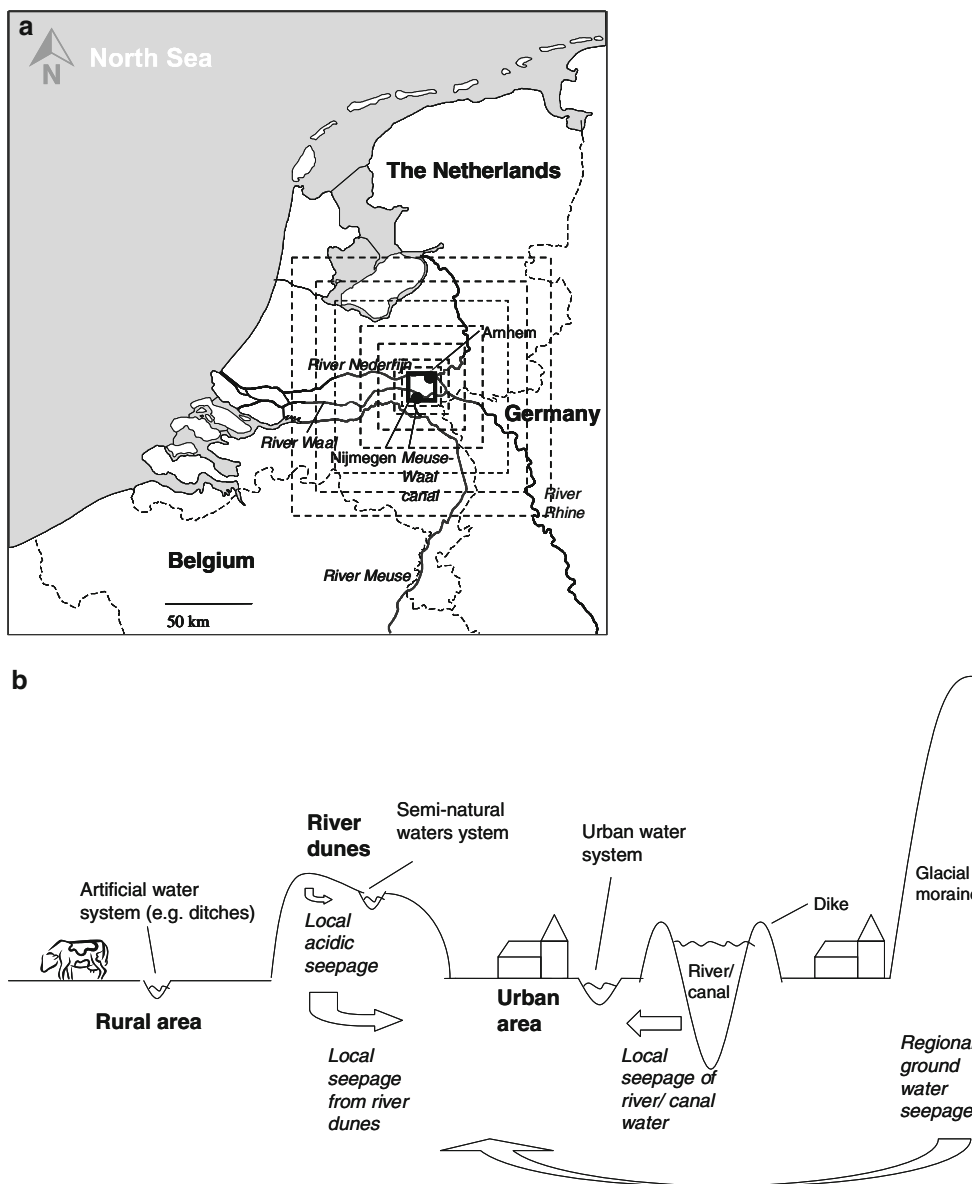 a
N
North Sea
The Netherlands
Arnhem
River Nederrijn
Germany
River Waal
Nijmegen
Meuse-
Waal
canal
River
Rhine
Belgium
River Meuse
50 km
b
River
dunes
Semi-natural
waters ystem
Urban water
system
Artificial water
system (e.g. ditches)
Glacial
moraine
Dike
Local
acidic
seepage
River/
canal
Rural area
Urban
area
Local
seepage
from river
dunes
Local
seepage of
river/ canal
water
Regiona
ground
water
seepage